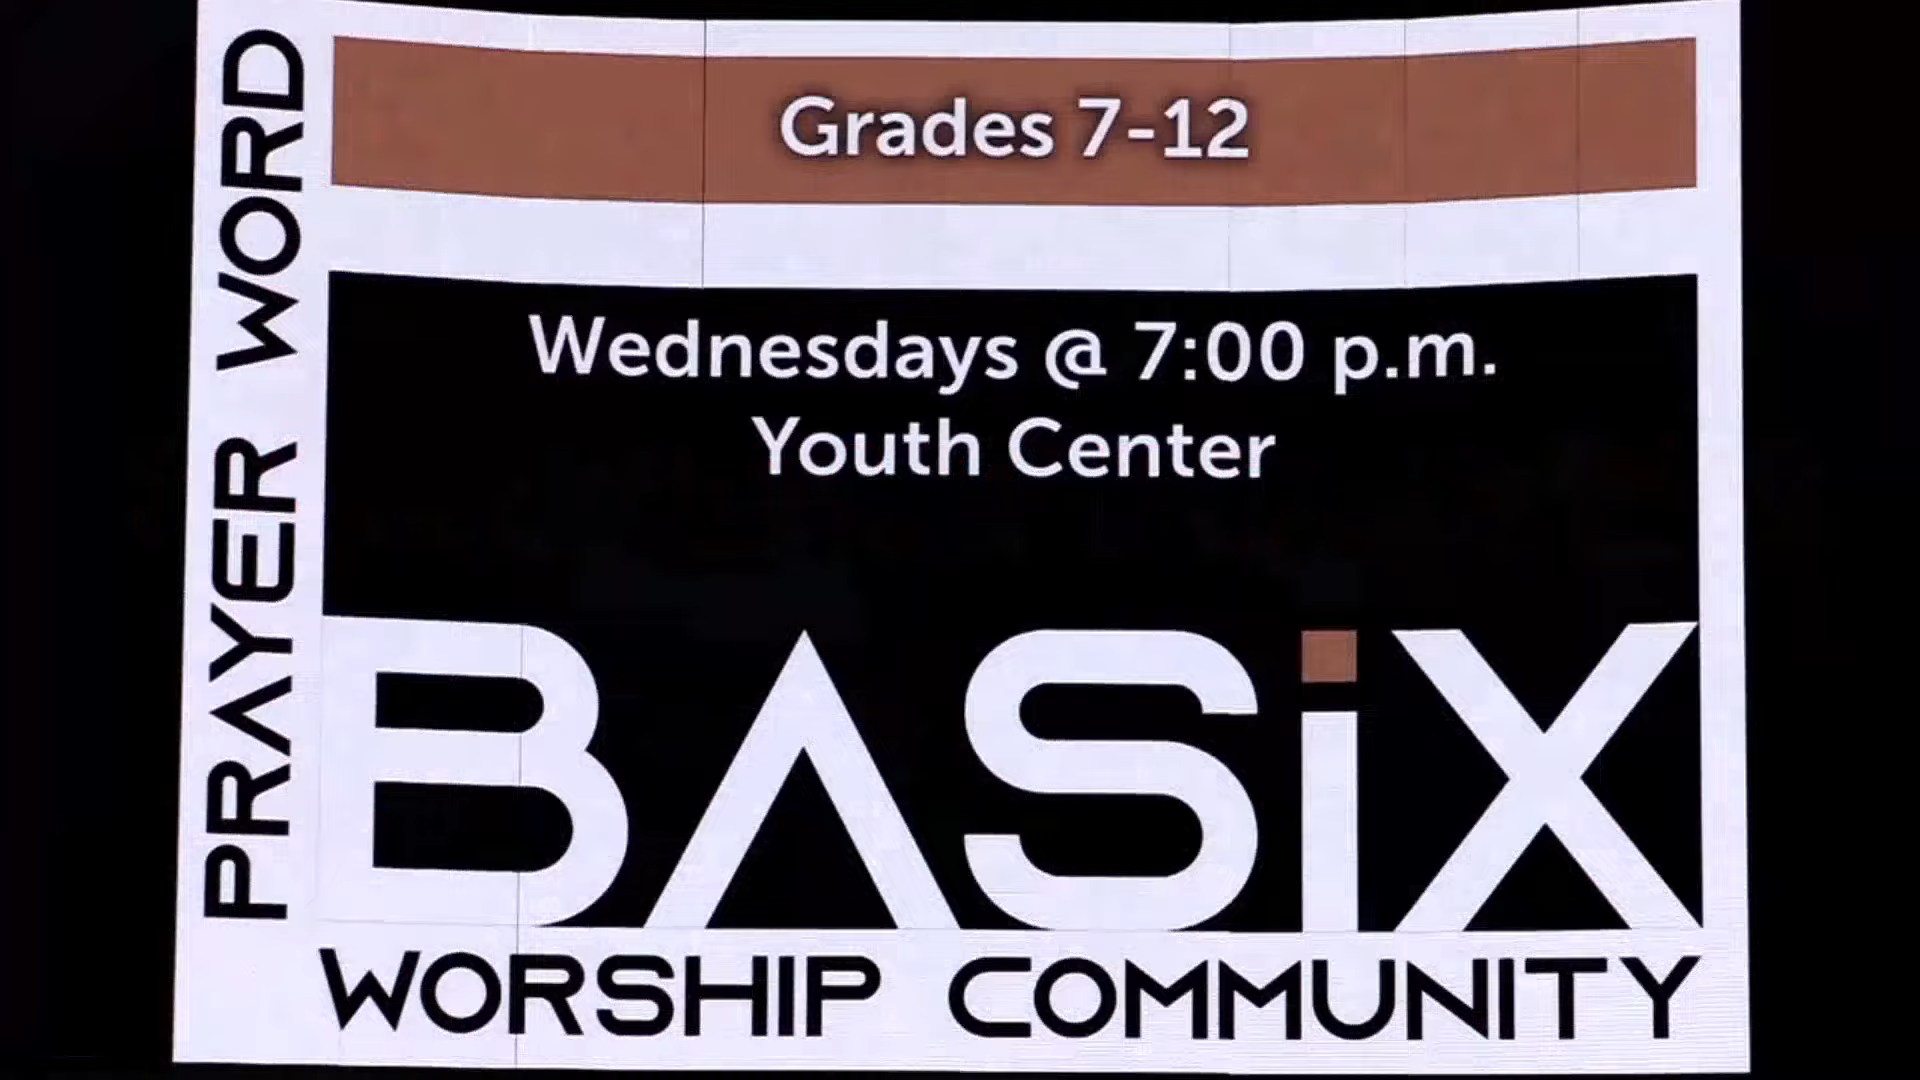 Grades 7-12
Wednesdays @ 7:00 p.m.
Youth Center
BASiX
PRAYER WORD
WORSHIP COMMUNITY